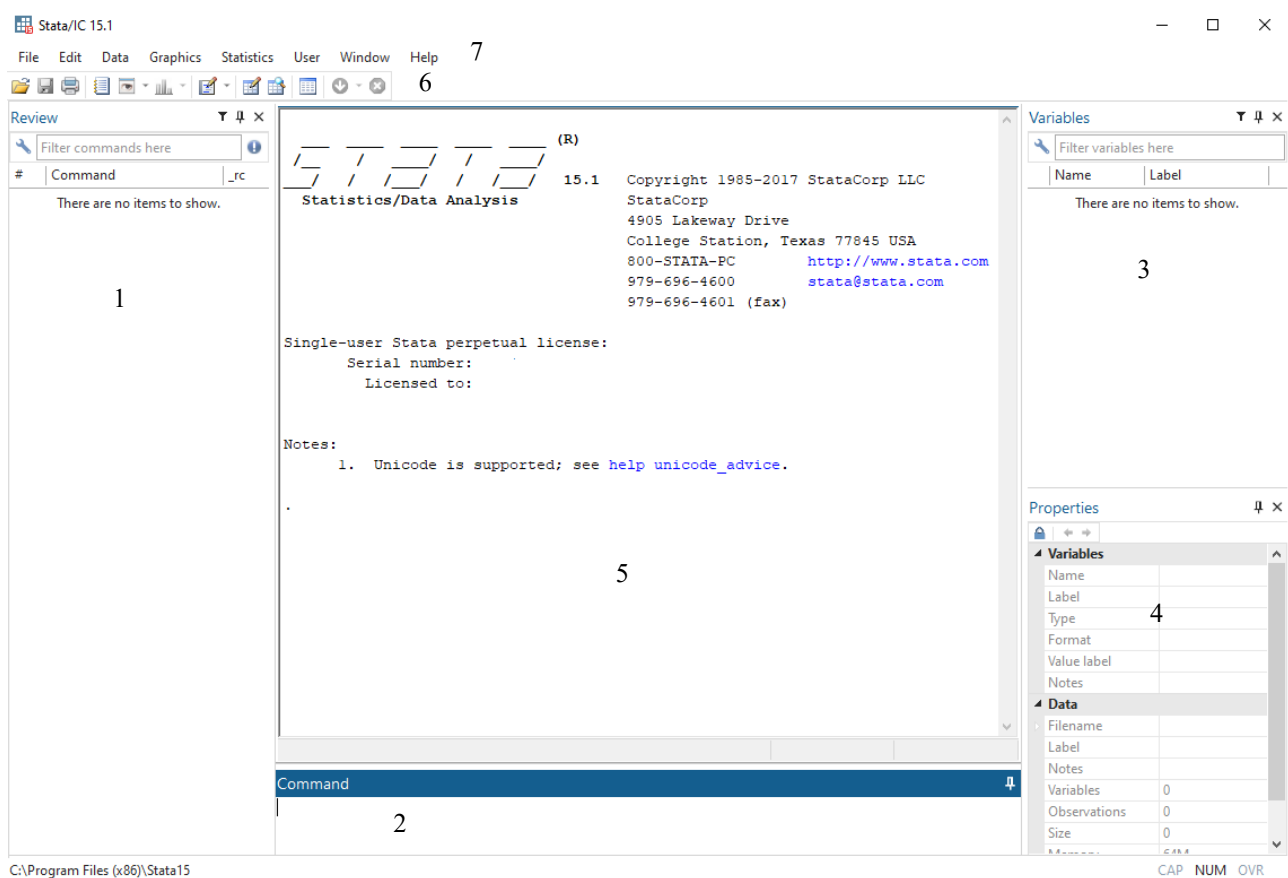 Stata/IC 15.1
File Edit Data Graphics Statistics User Window Help 7
6
Review
Filter commands here
# Command _rc
There are no items to show.
1
(R)
15.1 Copyright 1985-2017 StataCorp LLC
Statistics/Data Analysis StataCorp
4905 Lakeway Drive
College Station, Texas 77845 USA
800-STATA-PC http://www.stata.com
979-696-4600 stata@stata.com
979-696-4601 (fax)
Single-user Stata perpetual license:
Serial number:
Licensed to:
Notes:
1. Unicode is supported; see help unicode_advice.
.
5
Command
2
Variables
Filter variables here
Name Label
There are no items to show.
3
Properties
Variables
Name
Label
Type 4
Format
Value label
Notes
Data
Filename
Label
Notes
Variables 0
Observations 0
Size 0
Memory 64M
C:\Program Files (x86)\Stata15
CAP NUM OVR